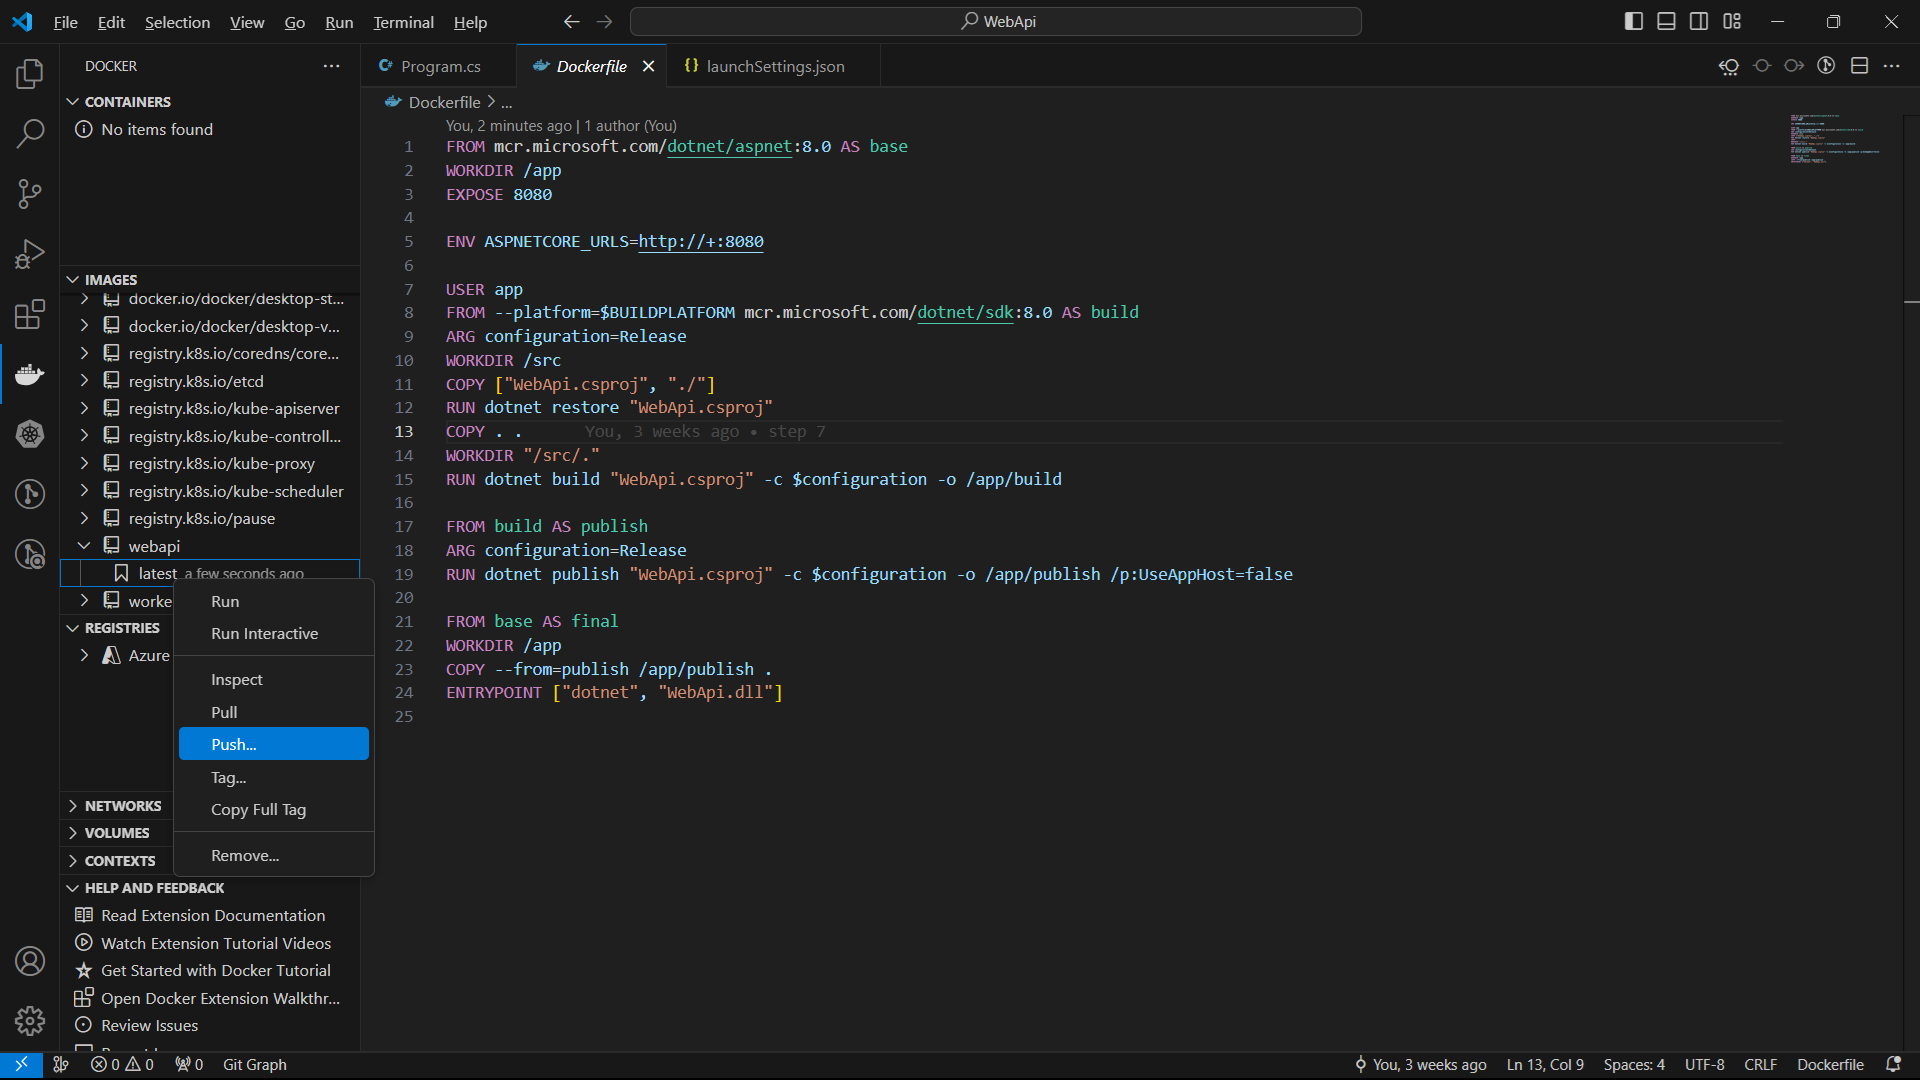 File Edit Selection View Go Run Terminal Help
WebApi
DOCKER
Program.cs
Dockerfile
launchSettings.json
CONTAINERS
No items found
IMAGES
docker.io/docker/desktop-st...
docker.io/docker/desktop-v...
registry.k8s.io/coredns/core...
registry.k8s.io/etcd
registry.k8s.io/kube-apiserver
registry.k8s.io/kube-controll...
registry.k8s.io/kube-proxy
registry.k8s.io/kube-scheduler
registry.k8s.io/pause
webapi
latest a few seconds ago
worke
REGISTRIES
Azure
NETWORKS
VOLUMES
CONTEXTS
HELP AND FEEDBACK
Read Extension Documentation
Watch Extension Tutorial Videos
Get Started with Docker Tutorial
Open Docker Extension Walkthr...
Review Issues
Run
Run Interactive
Inspect
Pull
Push...
Tag...
Copy Full Tag
Remove...
Dockerfile > ...
You, 2 minutes ago | 1 author (You)
1 FROM mcr.microsoft.com/dotnet/aspnet:8.0 AS base
2 WORKDIR /app
3 EXPOSE 8080
4
5 ENV ASPNETCORE_URLS=http://+:8080
6
7 USER app
8 FROM --platform=$BUILDPLATFORM mcr.microsoft.com/dotnet/sdk:8.0 AS build
9 ARG configuration=Release
10 WORKDIR /src
11 COPY ["WebApi.csproj", "./"]
12 RUN dotnet restore "WebApi.csproj"
13 COPY . . You, 3 weeks ago • step 7
14 WORKDIR "/src/."
15 RUN dotnet build "WebApi.csproj" -c $configuration -o /app/build
16
17 FROM build AS publish
18 ARG configuration=Release
19 RUN dotnet publish "WebApi.csproj" -c $configuration -o /app/publish /p:UseAppHost=false
20
21 FROM base AS final
22 WORKDIR /app
23 COPY --from=publish /app/publish .
24 ENTRYPOINT ["dotnet", "WebApi.dll"]
25
0 0 0 Git Graph
You, 3 weeks ago Ln 13, Col 9 Spaces: 4 UTF-8 CRLF Dockerfile